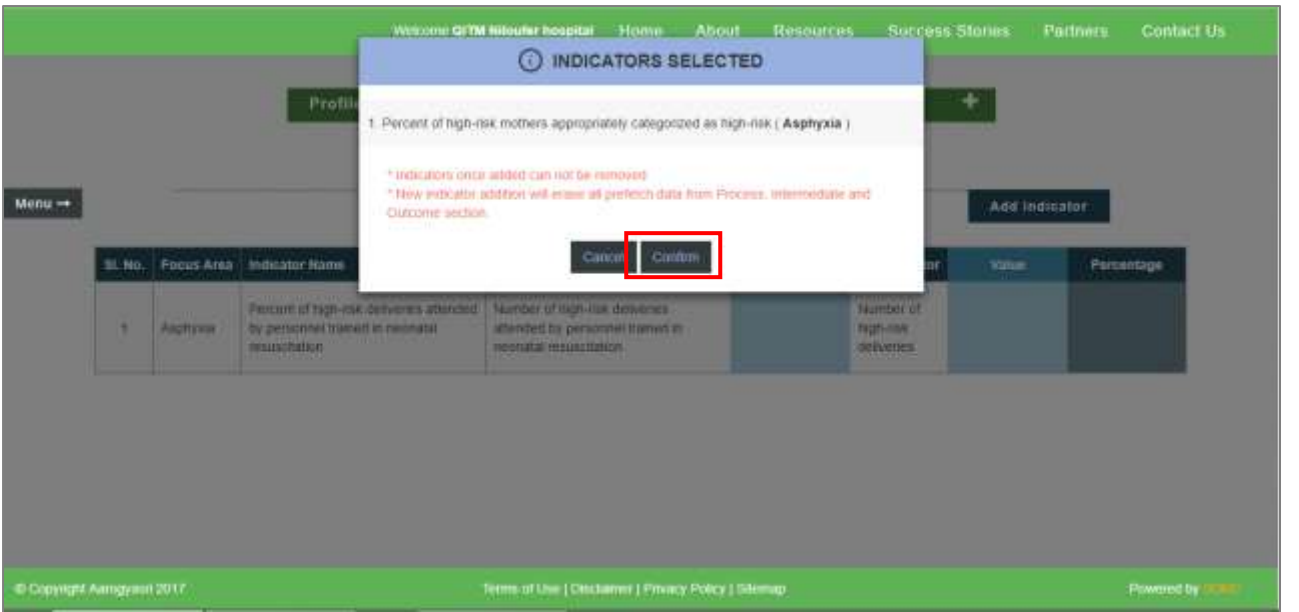 Welcome QITM Niloufer hospital Home About Resources Success Stories Partners Contact Us
INDICATORS SELECTED
Profile
+
1. Percent of high-risk mothers appropriately categorized as high-risk ( Asphyxia )
* Indicators once added can not be removed
* New indicator addition will erase all prefetch data from Process, Intermediate and
Outcome section.
Menu →
Add Indicator
Cancel Confirm
Sl. No. Focus Area Indicator Name Value Percentage
1 Asphyxia
Percent of high-risk deliveries attended
by personnel trained in neonatal
resuscitation
Number of high-risk deliveries
attended by personnel trained in
neonatal resuscitation
Number of
high-risk
deliveries
© Copyright Aarogyasri 2017 Terms of Use | Disclaimer | Privacy Policy | Sitemap Powered by